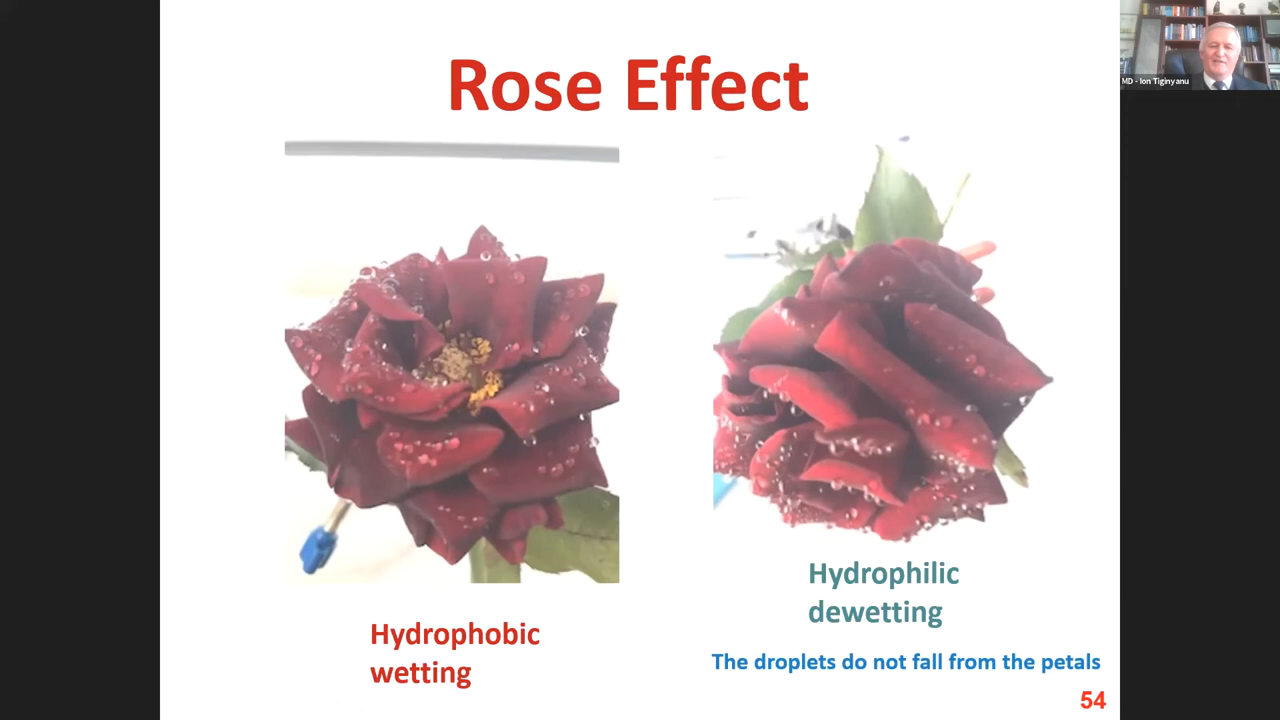 Rose Effect
MD - Ion Tiginyanu
Hydrophobic
wetting
Hydrophilic
dewetting
The droplets do not fall from the petals
54